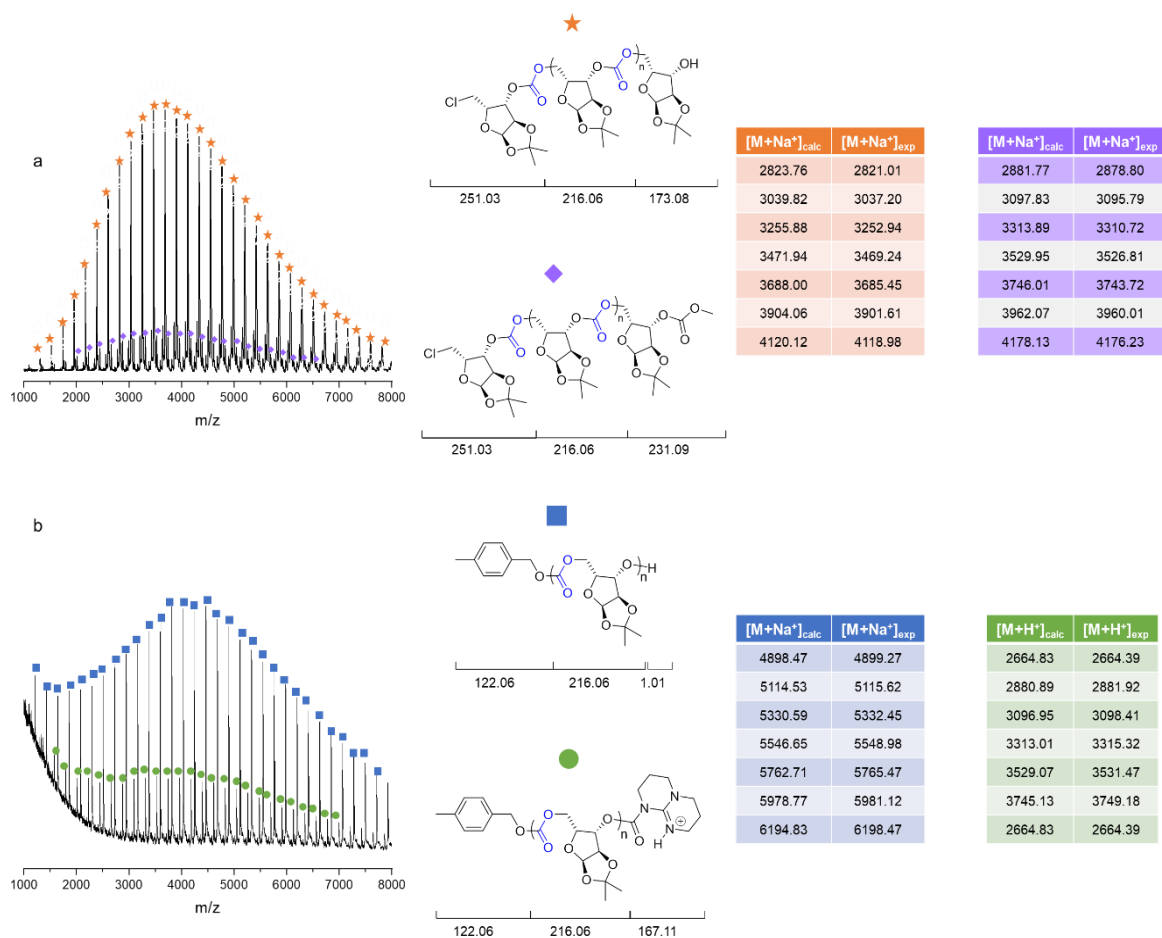 a
1000 2000 3000 4000 5000 6000 7000 8000
m/z
O O O n O O OH
O O O O
Cl O O O O
O O
251.03 216.06 173.08
[M+Na⁺]calc [M+Na⁺]exp
2823.76 2821.01
3039.82 3037.20
3255.88 3252.94
3471.94 3469.24
3688.00 3685.45
3904.06 3901.61
4120.12 4118.98
[M+Na⁺]calc [M+Na⁺]exp
2881.77 2878.80
3097.83 3095.79
3313.89 3310.72
3529.95 3526.81
3746.01 3743.72
3962.07 3960.01
4178.13 4176.23
O O O n O O O
Cl O O O O O
O O O O
O O
251.03 216.06 231.09
b
1000 2000 3000 4000 5000 6000 7000 8000
m/z
O O O H
O n
O O
O
122.06 216.06 1.01
[M+Na⁺]calc [M+Na⁺]exp
4898.47 4899.27
5114.53 5115.62
5330.59 5332.45
5546.65 5548.98
5762.71 5765.47
5978.77 5981.12
6194.83 6198.47
[M+H⁺]calc [M+H⁺]exp
2664.83 2664.39
2880.89 2881.92
3096.95 3098.41
3313.01 3315.32
3529.07 3531.47
3745.13 3749.18
2664.83 2664.39
O O O n N N
O O O N
O H
O
122.06 216.06 167.11